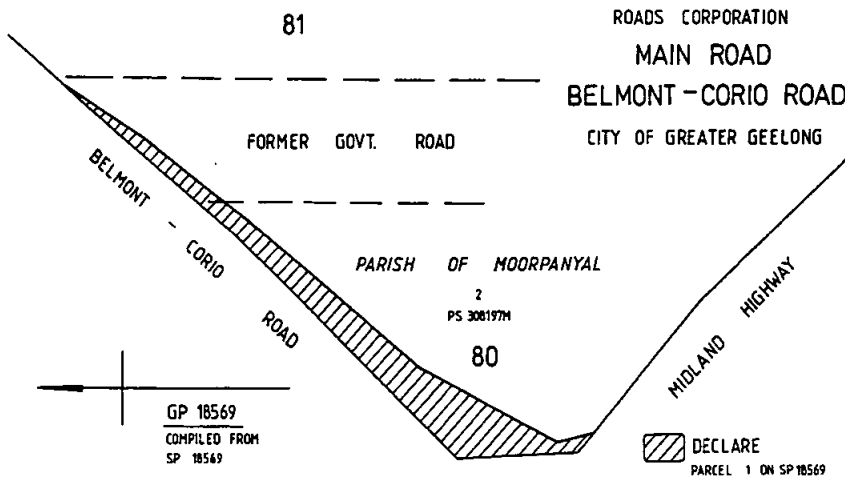 81
ROADS CORPORATION
MAIN ROAD
BELMONT - CORIO ROAD
CITY OF GREATER GEELONG
FORMER GOVT. ROAD
BELMONT - CORIO ROAD
PARISH OF MOORPANYAL
2
PS 308197M
80
MIDLAND HIGHWAY
GP 18569
COMPILED FROM
SP 18569
DECLARE
PARCEL 1 ON SP 18569